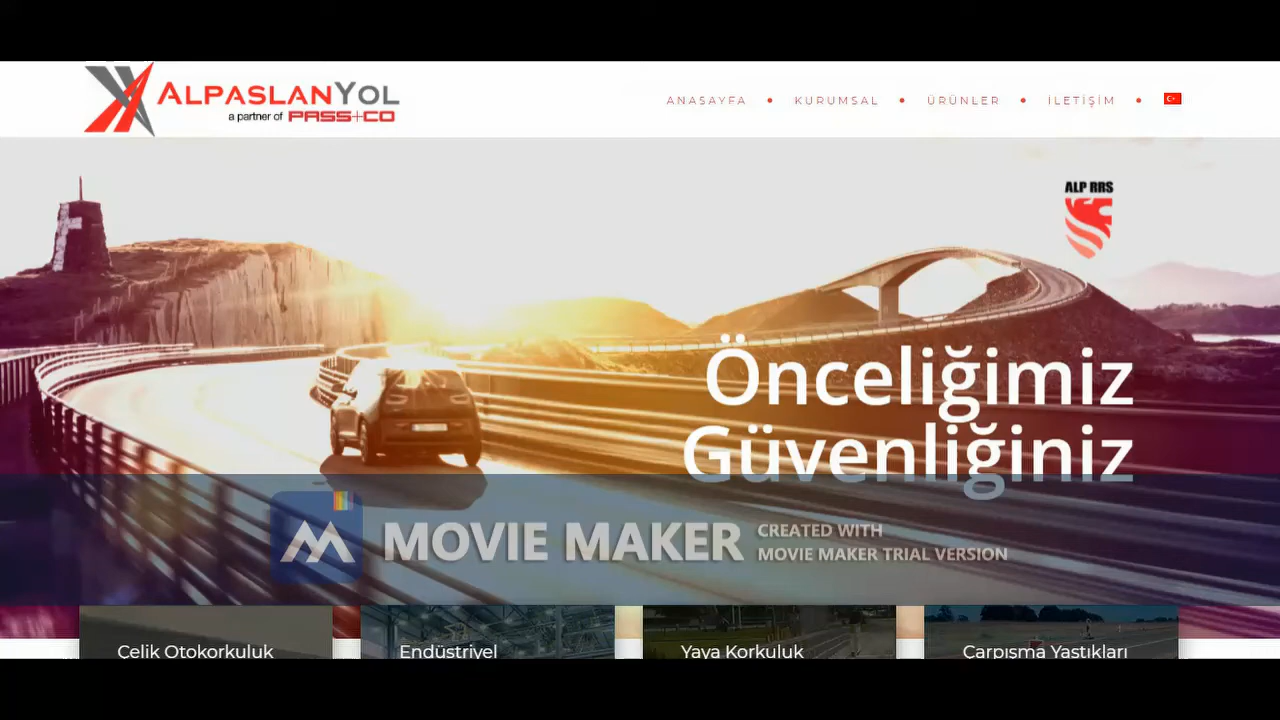 ALPASLANYOL
a partner of PASS+CO
ANASAYFA • KURUMSAL • ÜRÜNLER • İLETİŞİM •
ALP RRS
Önceliğimiz
Güvenliğiniz
MOVIE MAKER
CREATED WITH
MOVIE MAKER TRIAL VERSION
Çelik Otokorkuluk
Endüstriyel
Yaya Korkuluk
Çarpışma Yastıkları